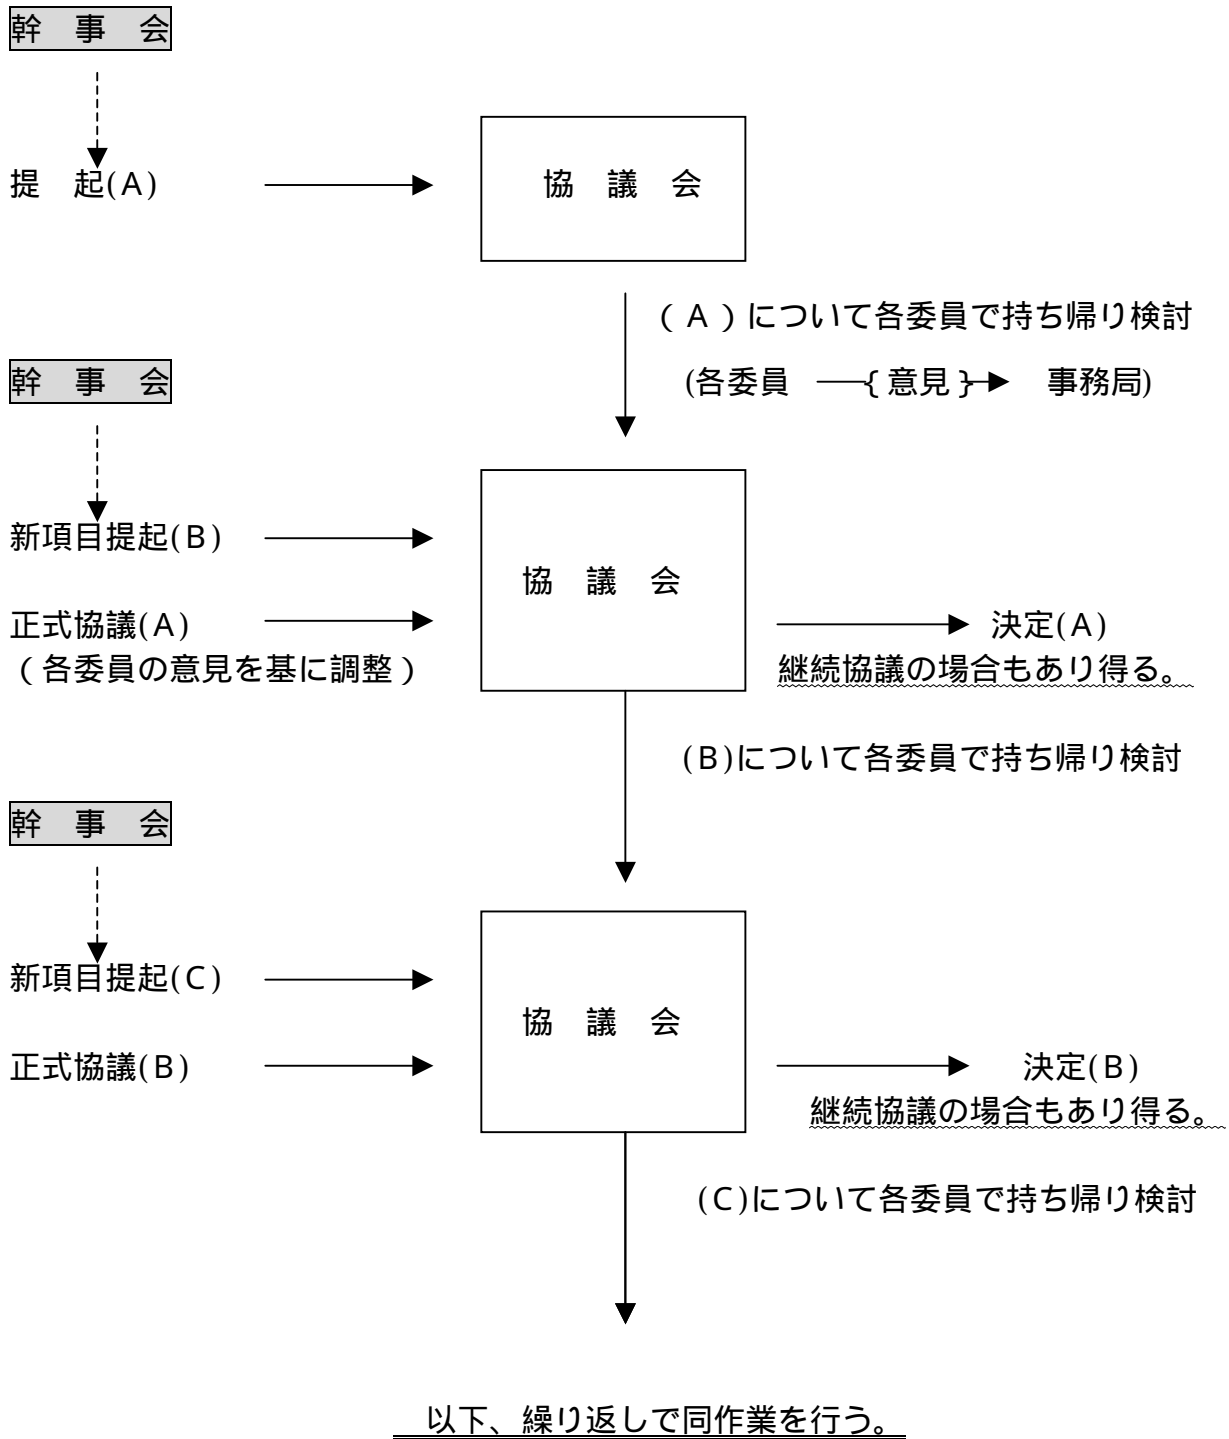 幹　事　会
提　起(A)
協　議　会
(A)について各委員で持ち帰り検討
幹　事　会
(各委員 {意見} 事務局)
新項目提起(B)
協　議　会
正式協議(A)
決定(A)
(各委員の意見を基に調整)
継続協議の場合もあり得る。
(B)について各委員で持ち帰り検討
幹　事　会
新項目提起(C)
協　議　会
正式協議(B)
決定(B)
継続協議の場合もあり得る。
(C)について各委員で持ち帰り検討
以下、繰り返しで同作業を行う。